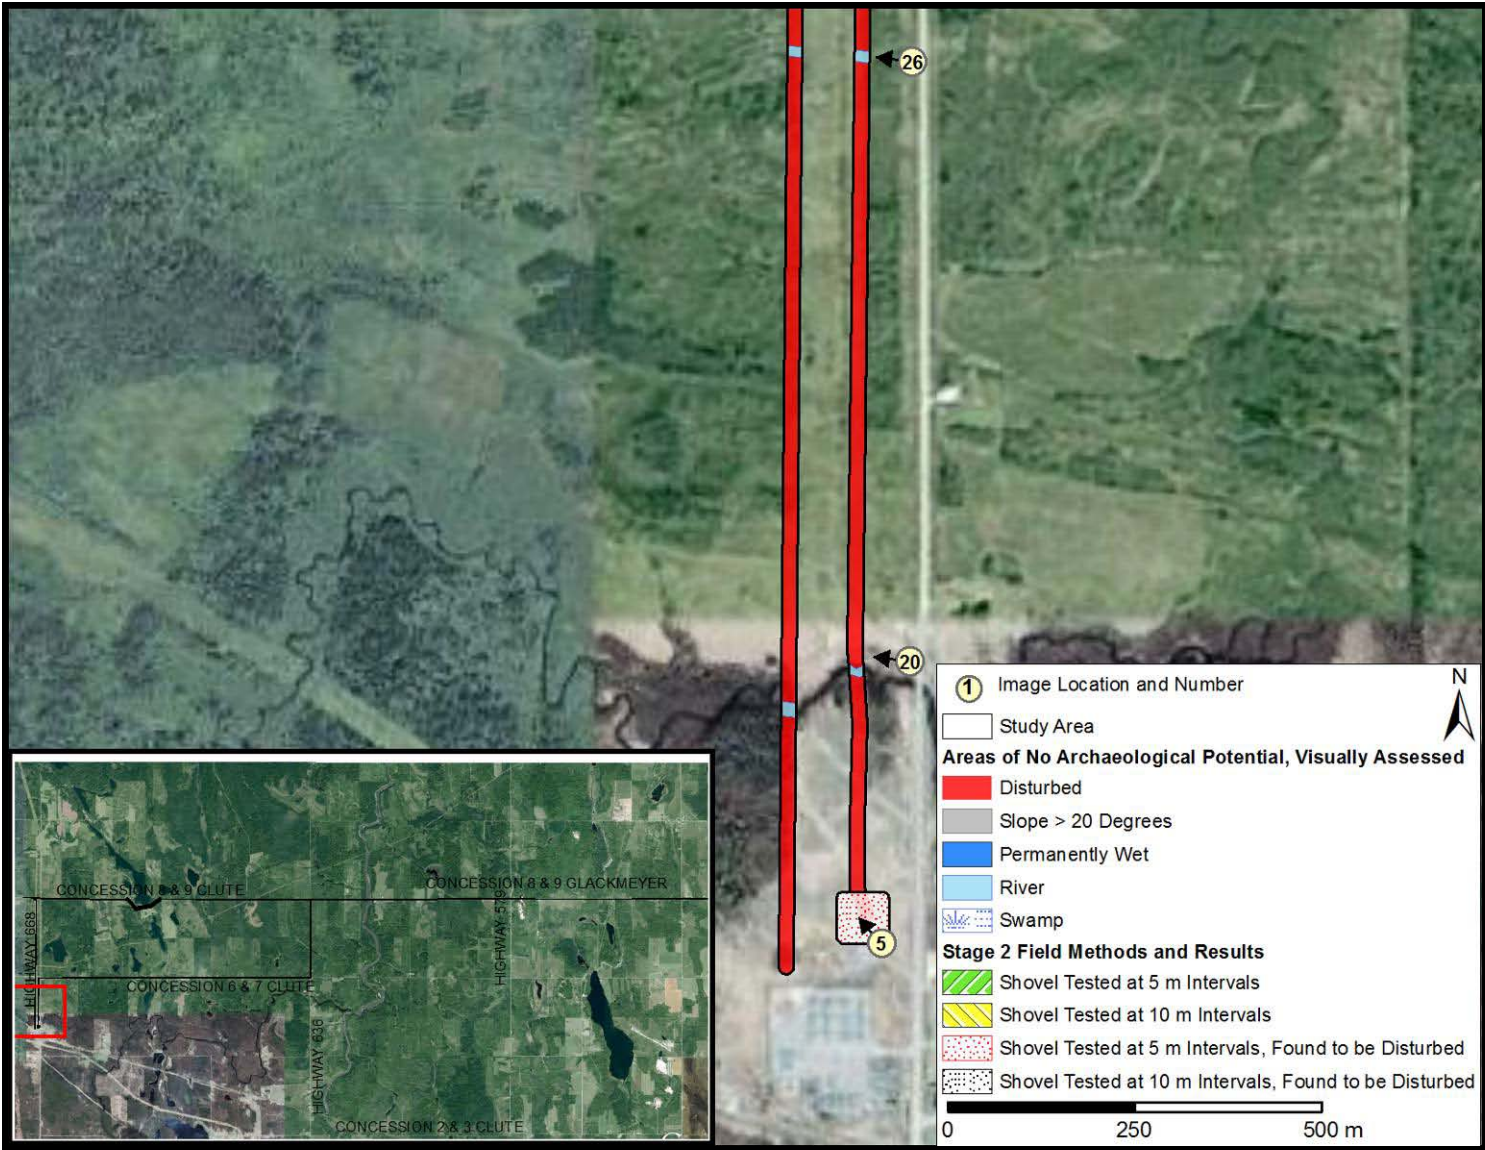 26
20
5
1 Image Location and Number
N
Study Area
Areas of No Archaeological Potential, Visually Assessed
Disturbed
Slope > 20 Degrees
Permanently Wet
River
Swamp
Stage 2 Field Methods and Results
Shovel Tested at 5 m Intervals
Shovel Tested at 10 m Intervals
Shovel Tested at 5 m Intervals, Found to be Disturbed
Shovel Tested at 10 m Intervals, Found to be Disturbed
0 250 500 m
CONCESSION 8 & 9 CLUTE
CONCESSION 8 & 9 GLACKMEYER
HIGHWAY 668
HIGHWAY 579
CONCESSION 6 & 7 CLUTE
HIGHWAY 636
CONCESSION 2 & 3 CLUTE